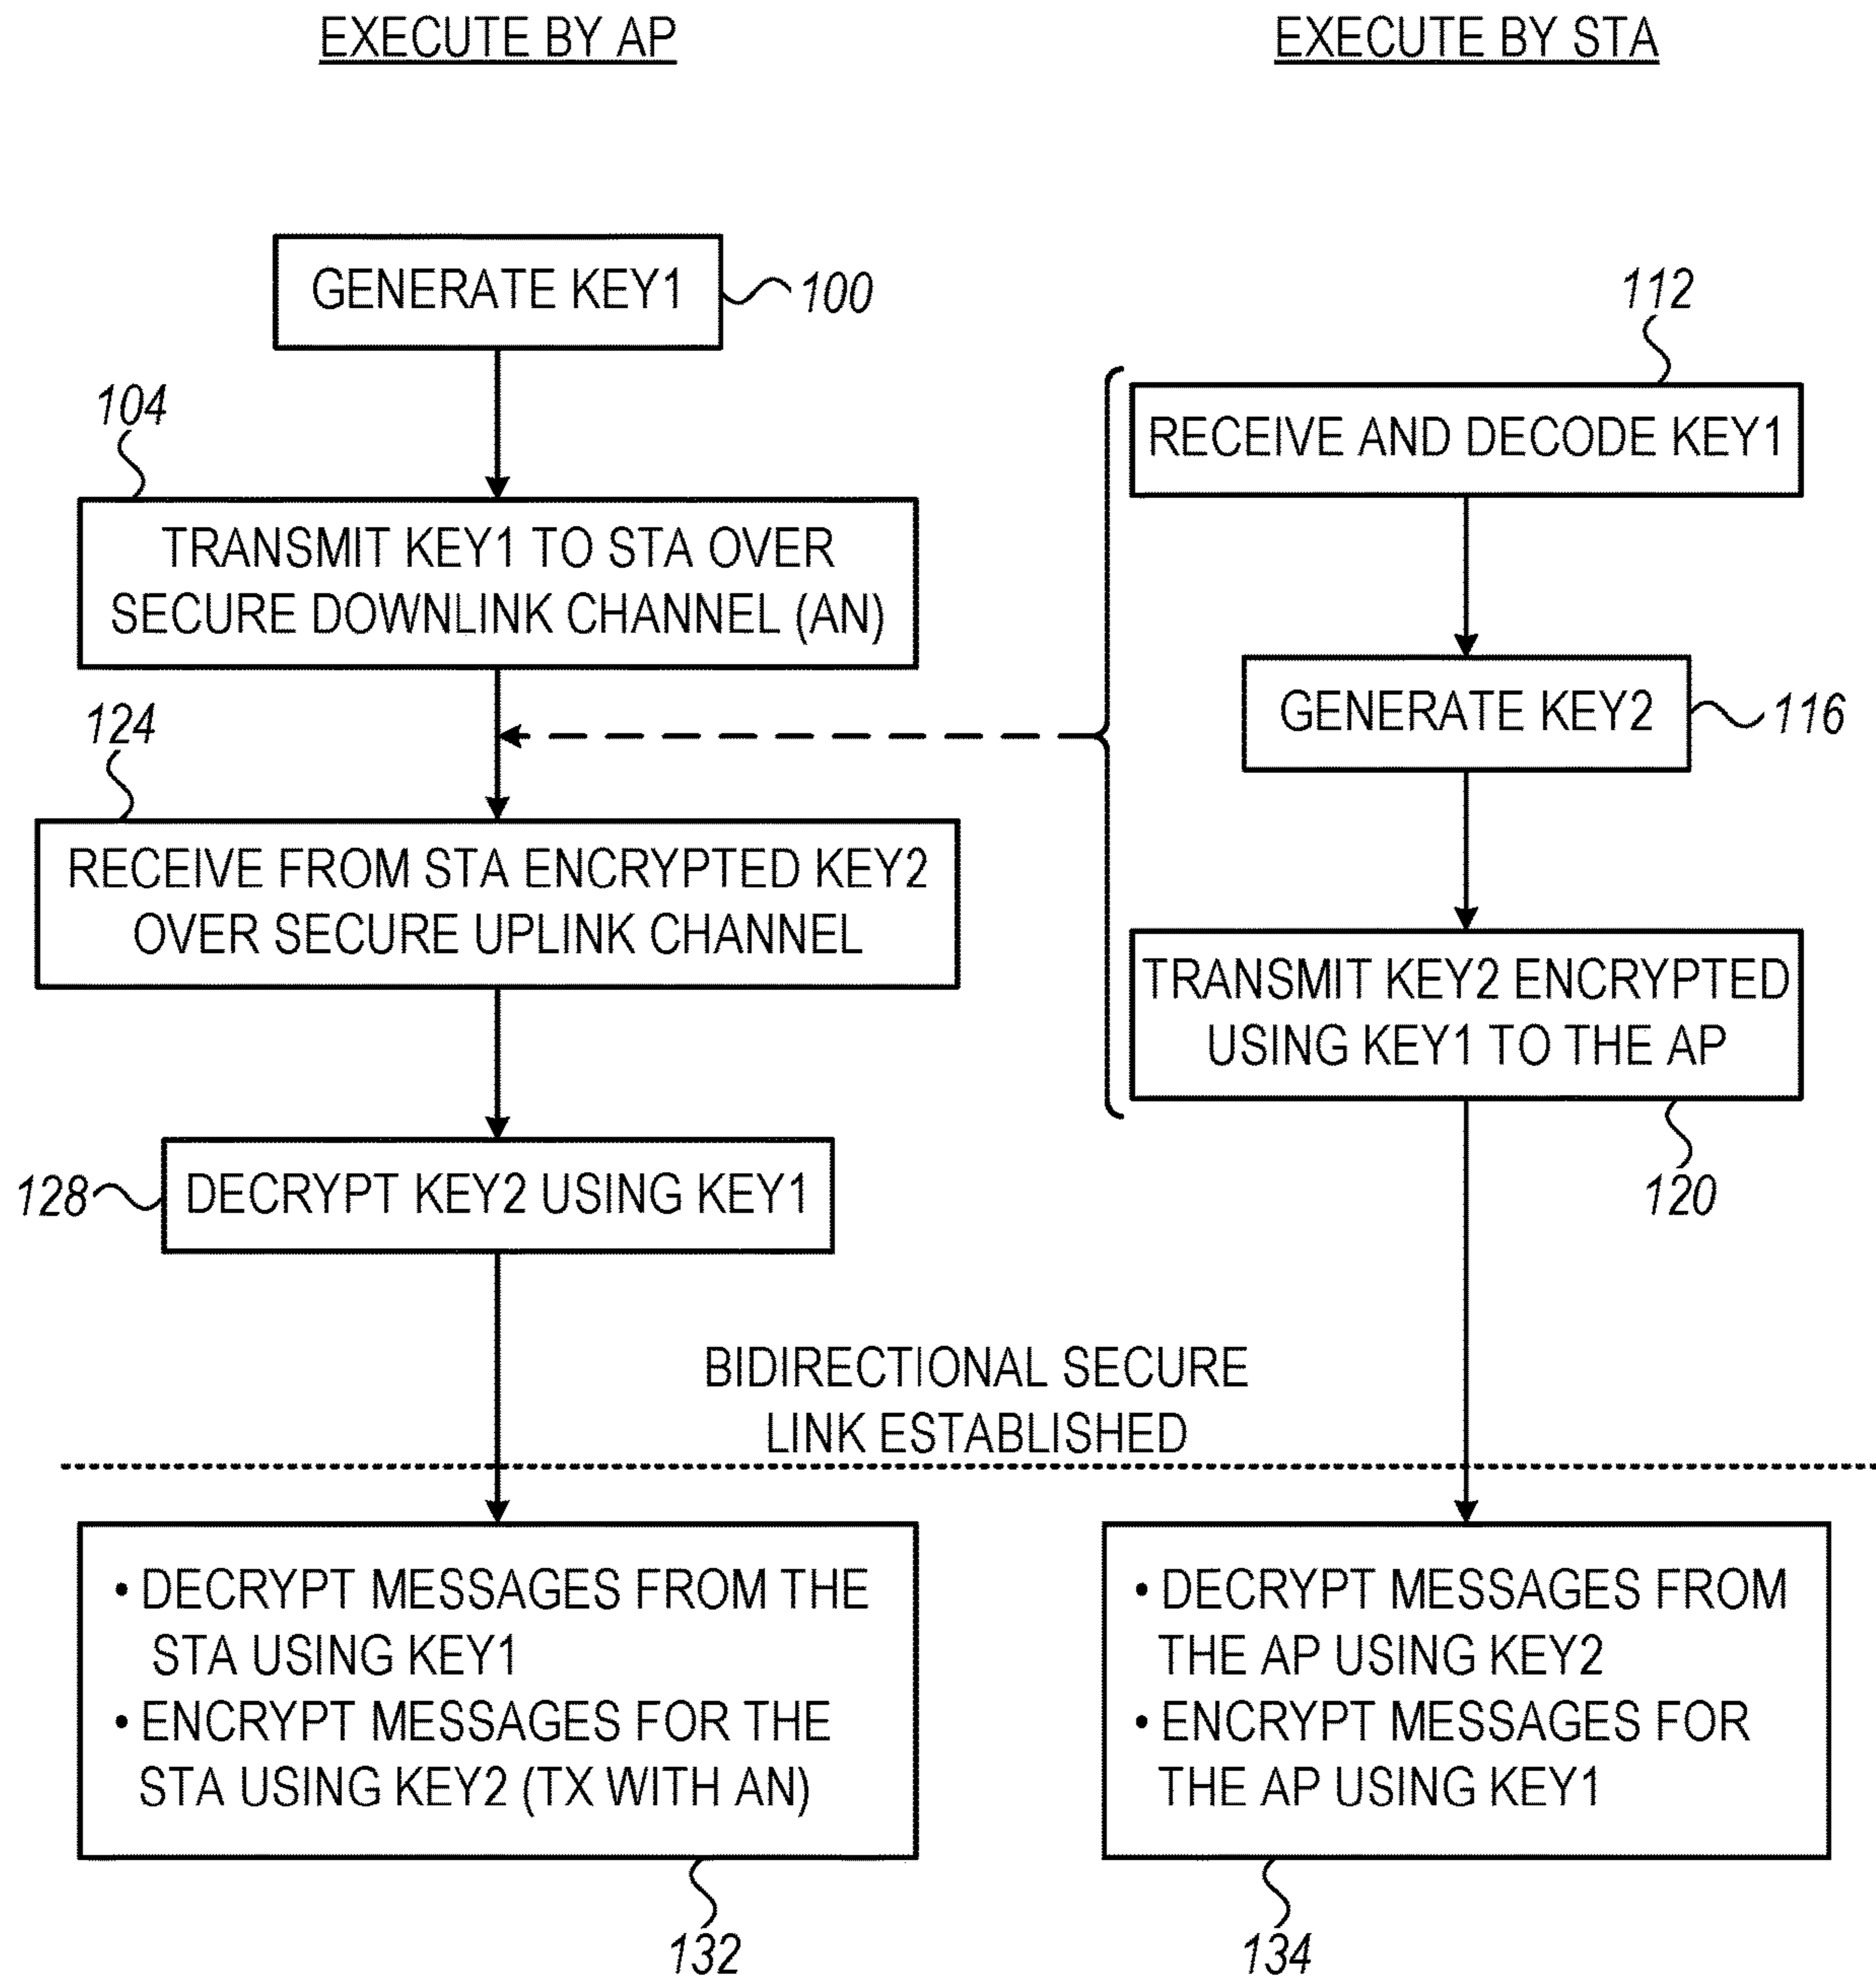 EXECUTE BY AP
EXECUTE BY STA
GENERATE KEY1
100
104
TRANSMIT KEY1 TO STA OVER
SECURE DOWNLINK CHANNEL (AN)
124
RECEIVE FROM STA ENCRYPTED KEY2
OVER SECURE UPLINK CHANNEL
128
DECRYPT KEY2 USING KEY1
112
RECEIVE AND DECODE KEY1
GENERATE KEY2
116
TRANSMIT KEY2 ENCRYPTED
USING KEY1 TO THE AP
120
BIDIRECTIONAL SECURE
LINK ESTABLISHED
• DECRYPT MESSAGES FROM THE
STA USING KEY1
• ENCRYPT MESSAGES FOR THE
STA USING KEY2 (TX WITH AN)
132
• DECRYPT MESSAGES FROM
THE AP USING KEY2
• ENCRYPT MESSAGES FOR
THE AP USING KEY1
134